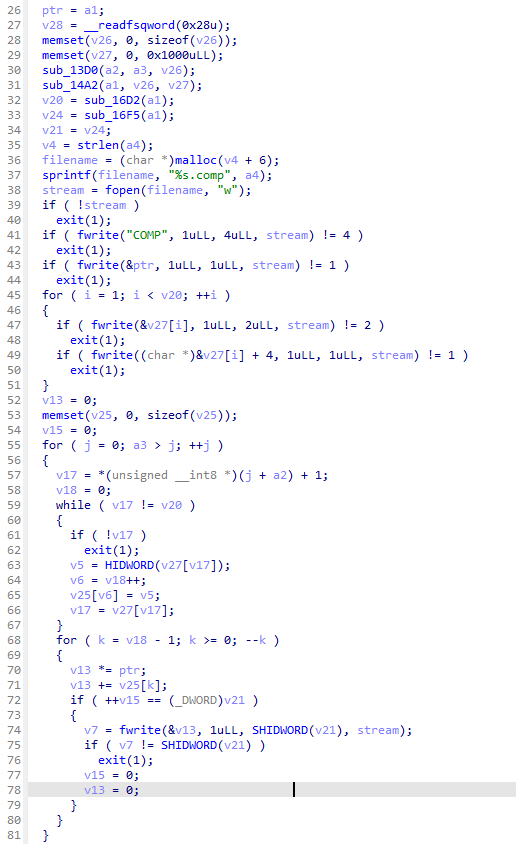 26 ptr = a1;
27 v28 = __readfsqword(0x28u);
28 memset(v26, 0, sizeof(v26));
29 memset(v27, 0, 0x1000uLL);
30 sub_13D0(a2, a3, v26);
31 sub_14A2(a1, v26, v27);
32 v20 = sub_16D2(a1);
33 v24 = sub_16F5(a1);
34 v21 = v24;
35 v4 = strlen(a4);
36 filename = (char *)malloc(v4 + 6);
37 sprintf(filename, "%s.comp", a4);
38 stream = fopen(filename, "w");
39 if ( !stream )
40 exit(1);
41 if ( fwrite("COMP", 1uLL, 4uLL, stream) != 4 )
42 exit(1);
43 if ( fwrite(&ptr, 1uLL, 1uLL, stream) != 1 )
44 exit(1);
45 for ( i = 1; i < v20; ++i )
46 {
47 if ( fwrite(&v27[i], 1uLL, 2uLL, stream) != 2 )
48 exit(1);
49 if ( fwrite((char *)&v27[i] + 4, 1uLL, 1uLL, stream) != 1 )
50 exit(1);
51 }
52 v13 = 0;
53 memset(v25, 0, sizeof(v25));
54 v15 = 0;
55 for ( j = 0; a3 > j; ++j )
56 {
57 v17 = *(unsigned __int8 *)(j + a2) + 1;
58 v18 = 0;
59 while ( v17 != v20 )
60 {
61 if ( !v17 )
62 exit(1);
63 v5 = HIDWORD(v27[v17]);
64 v6 = v18++;
65 v25[v6] = v5;
66 v17 = v27[v17];
67 }
68 for ( k = v18 - 1; k >= 0; --k )
69 {
70 v13 *= ptr;
71 v13 += v25[k];
72 if ( ++v15 == (_DWORD)v21 )
73 {
74 v7 = fwrite(&v13, 1uLL, SHIDWORD(v21), stream);
75 if ( v7 != SHIDWORD(v21) )
76 exit(1);
77 v15 = 0;
78 v13 = 0;
79 }
80 }
81 }